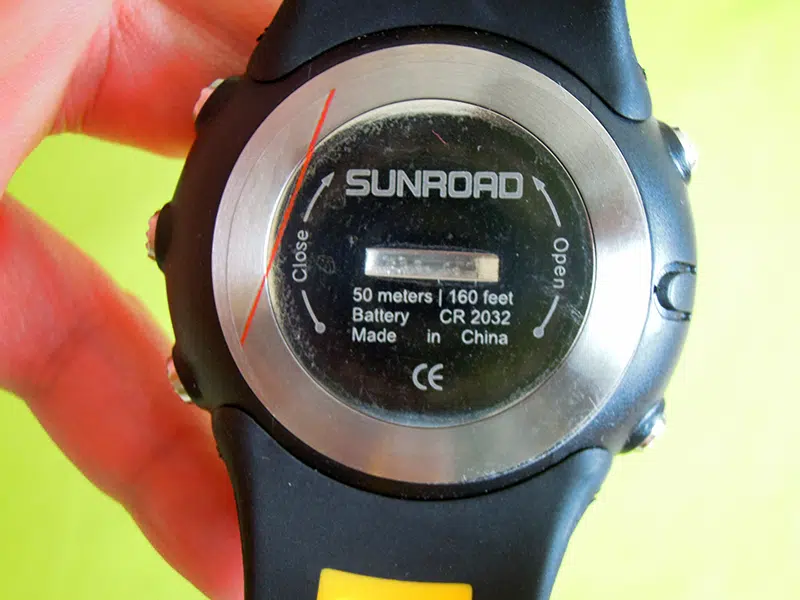 SUNROAD
Close
Open
50 meters | 160 feet
Battery CR 2032
Made in China
CE